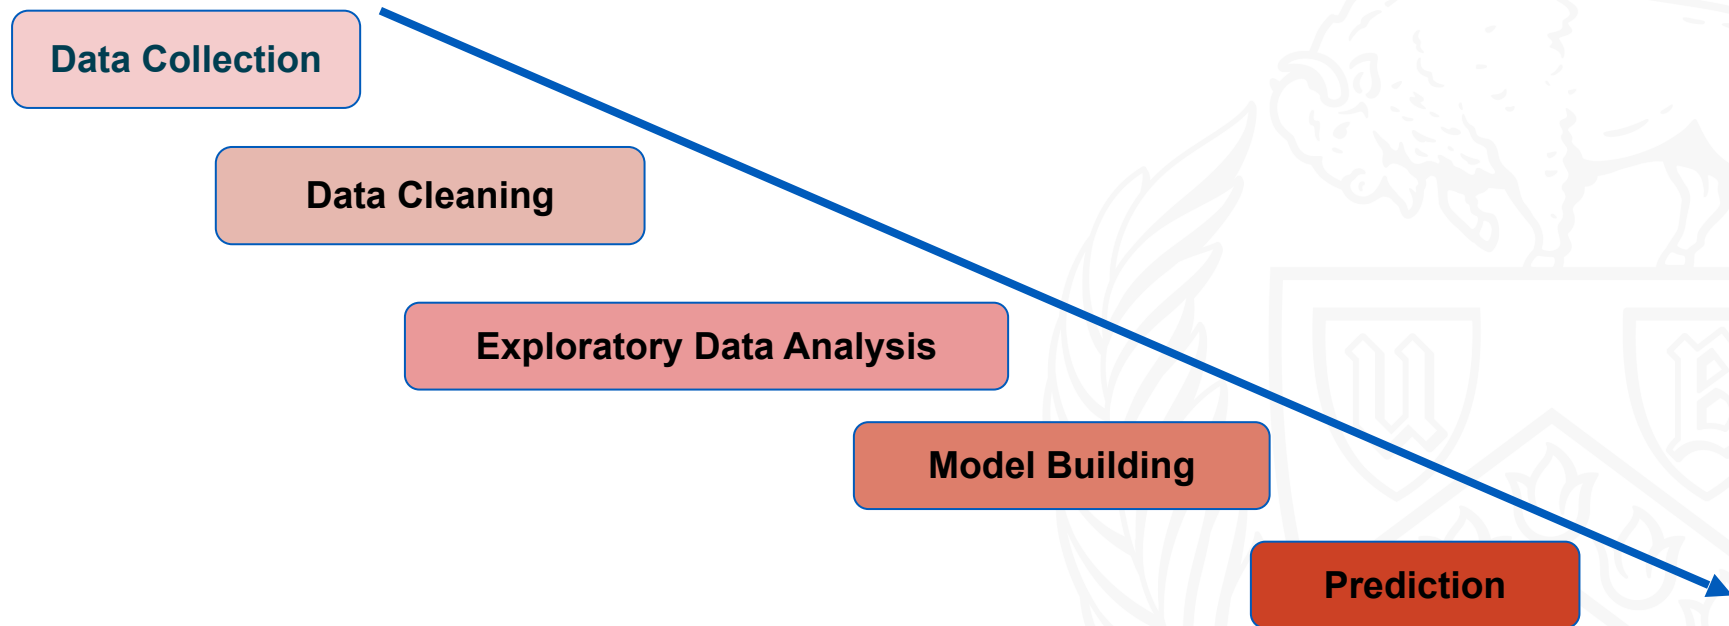 Data Collection
Data Cleaning
Exploratory Data Analysis
Model Building
Prediction
U
B